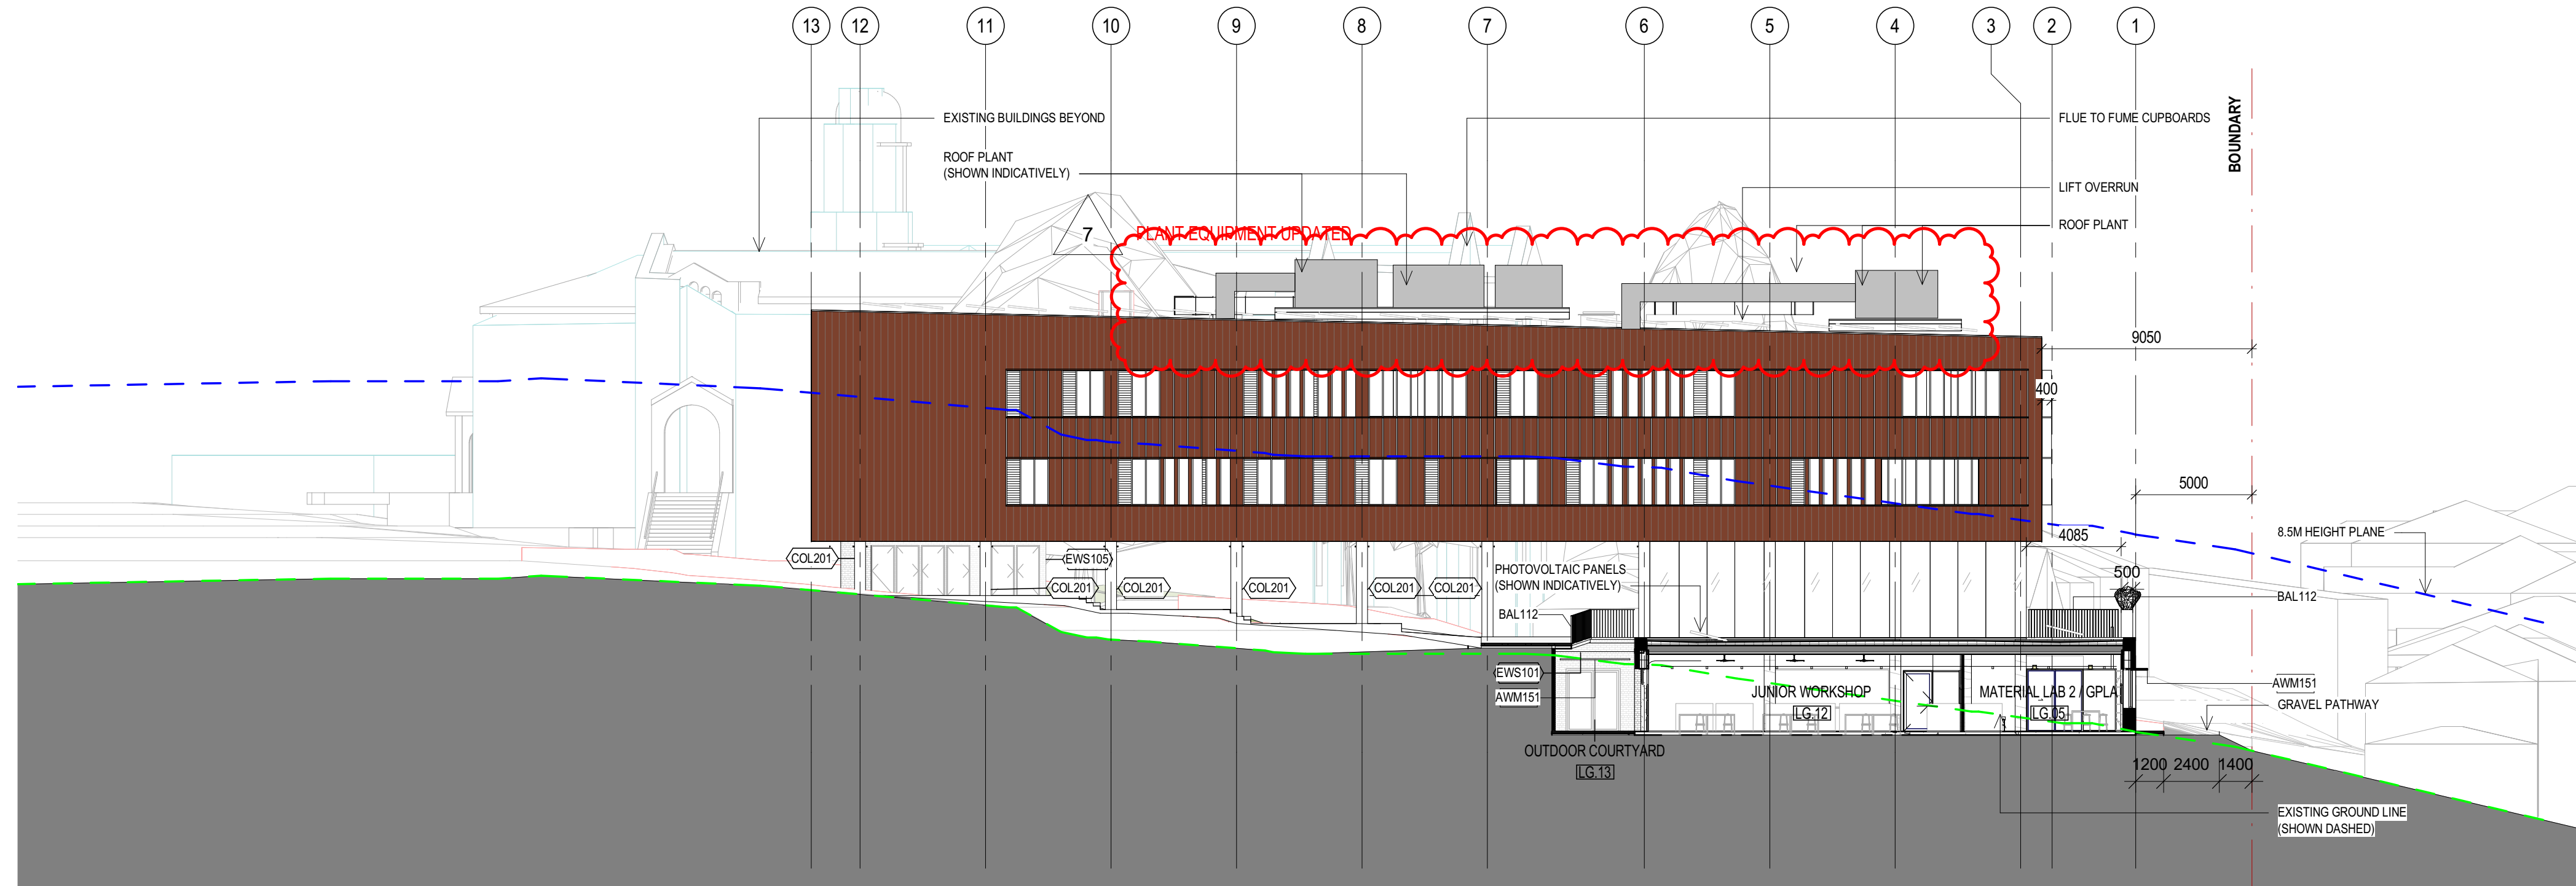 13 12 11 10 9 8 7 6 5 4 3 2 1
BOUNDARY
EXISTING BUILDINGS BEYOND
FLUE TO FUME CUPBOARDS
ROOF PLANT
(SHOWN INDICATIVELY)
LIFT OVERRUN
ROOF PLANT
7
PLANT EQUIPMENT UPDATED
9050
400
5000
4085
8.5M HEIGHT PLANE
COL201
EWS105
COL201
COL201
COL201
COL201
COL201
PHOTOVOLTAIC PANELS
(SHOWN INDICATIVELY)
500
BAL112
BAL112
EWS101
AWM151
AWM151
JUNIOR WORKSHOP
LG.12
MATERIAL LAB 2 / GPLA
LG.05
GRAVEL PATHWAY
OUTDOOR COURTYARD
LG.13
1200 2400 1400
EXISTING GROUND LINE
(SHOWN DASHED)